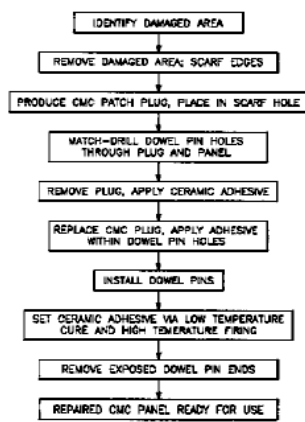 IDENTIFY DAMAGED AREA
REMOVE DAMAGED AREA; SCARF EDGES
PRODUCE CMC PATCH PLUG, PLACE IN SCARF HOLE
MATCH-DRILL DOWEL PIN HOLES
THROUGH PLUG AND PANEL
REMOVE PLUG, APPLY CERAMIC ADHESIVE
REPLACE CMC PLUG, APPLY ADHESIVE
WITHIN DOWEL PIN HOLES
INSTALL DOWEL PINS
SET CERAMIC ADHESIVE VIA LOW TEMPERATURE
CURE AND HIGH TEMERATURE FIRING
REMOVE EXPOSED DOWEL PIN ENDS
REPAIRED CMC PANEL READY FOR USE